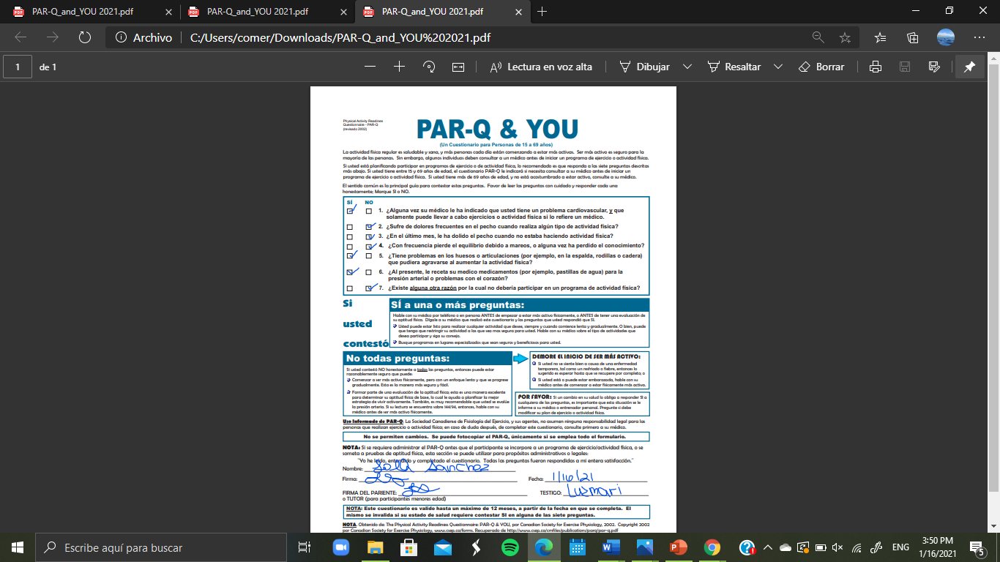 PAR-Q_and_YOU 2021.pdf
PAR-Q_and_YOU 2021.pdf
PAR-Q_and_YOU 2021.pdf
Archivo
C:/Users/comer/Downloads/PAR-Q_and_YOU%202021.pdf
1 de 1
Lectura en voz alta
Dibujar
Resaltar
Borrar
Physical Activity Readines
Questionnaire - PAR-Q
(revisado 2002)
PAR-Q & YOU
(Un Cuestionario para Personas de 15 a 69 años)
La actividad física regular es saludable y sana, y más personas cada día están comenzando a estar más activas. Ser más activo es seguro para la
mayoría de las personas. Sin embargo, algunos individuos deben consultar a un médico antes de iniciar un programa de ejercicio o actividad física.
Si usted está planificando participar en programas de ejercicio o de actividad física, lo recomendado es que responda a las siete preguntas descritas
más abajo. Si usted tiene entre 15 y 69 años de edad, el cuestionario PAR-Q le indicará si necesita consultar a su médico antes de iniciar un
programa de ejercicio o actividad física. Si usted tiene más de 69 años de edad, y no está acostumbrado a estar activo, consulte a su médico.
El sentido común es la principal guía para contestar estas preguntas. Favor de leer las preguntas con cuidado y responder cada una
honestamente; Marque SI o NO.
SÍ NO
1. ¿Alguna vez su médico le ha indicado que usted tiene un problema cardiovascular, y que
solamente puede llevar a cabo ejercicios o actividad física si lo refiere un médico.
2. ¿Sufre de dolores frecuentes en el pecho cuando realiza algún tipo de actividad física?
3. ¿En el último mes, le ha dolido el pecho cuando no estaba haciendo actividad física?
4. ¿Con frecuencia pierde el equilibrio debido a mareos, o alguna vez ha perdido el conocimiento?
5. ¿Tiene problemas en los huesos o articulaciones (por ejemplo, en la espalda, rodillas o cadera)
que pudiera agravarse al aumentar la actividad física?
6. ¿Al presente, le receta su medico medicamentos (por ejemplo, pastillas de agua) para la
presión arterial o problemas con el corazón?
7. ¿Existe alguna otra razón por la cual no debería participar en un programa de actividad física?
Si
usted
contestó
SÍ a una o más preguntas:
Hable con su médico por teléfono o en persona ANTES de empezar a estar más activo físicamente, o ANTES de tener una evaluación de
su aptitud física. Dígale a su médico que realizó este cuestionario y las preguntas que usted respondió que SI.
Usted puede estar listo para realizar cualquier actividad que desee, siempre y cuando comience lenta y gradualmente. O bien, puede
que tenga que restringir su actividad a las que sea mas segura para usted. Hable con su médico sobre el tipo de actividades que
desea participar y siga su consejo.
Busque programas en lugares especializados que sean seguros y beneficiosos para usted.
No todas preguntas:
Si usted contestó NO honestamente a todas las preguntas, entonces puede estar
razonablemente seguro que puede:
Comenzar a ser más activo físicamente, pero con un enfoque lento y que se progrese
gradualmente. Esta es la manera más segura y fácil.
Formar parte de una evaluación de la aptitud física; esto es una manera excelente
para determinar su aptitud física de base, lo cual le ayuda a planificar la mejor
estrategia de vivir activamente. También, es muy recomendable que usted se evalúe
la presión arteria. Si su lectura se encuentra sobre 144/94, entonces, hable con su
médico antes de ser más activo físicamente.
DEMORE EL INICIO DE SER MÁS ACTIVO:
Si usted no se siente bien a causa de una enfermedad
temporera, tal como un resfriado o fiebre, entonces lo
sugerido es esperar hasta que se recupere por completo; o
Si usted está o puede estar embarazada, hable con su
médico antes de comenzar a estar físicamente más activa.
POR FAVOR: Si un cambio en su salud lo obliga a responder SI a
cualquiera de las preguntas, es importante que esta situación se le
informe a su médico o entrenador personal. Pregunte si debe
modificar su plan de ejercicio o actividad física.
Uso Informado de PAR-Q: La Sociedad Canadiense de Fisiología del Ejercicio, y sus agentes, no asumen ninguna responsabilidad legal para las
personas que realizan ejercicio o actividad física; en caso de duda después, de completar este cuestionario, consulte primero a su médico.
No se permiten cambios. Se puede fotocopiar el PAR-Q, únicamente si se emplea todo el formulario.
NOTA: Si se requiere administrar el PAR-Q antes que el participante se incorpore a un programa de ejercicio/actividad física, o se
someta a pruebas de aptitud física, esta sección se puede utilizar para propósitos administrativos o legales:
"Yo he leído, entendido y completado el cuestionario. Todas las preguntas fueron respondidas a mi entera satisfacción."
Nombre: Sanchez
Firma: Fecha: 1/16/21
FIRMA DEL PARIENTE: TESTIGO: Luzmari
o TUTOR (para participantes menores edad)
NOTA: Este cuestionario es valido hasta un máximo de 12 meses, a partir de la fecha en que se completa. El
mismo se invalida si su estado de salud requiere contestar SI en alguna de las siete preguntas.
NOTA. Obtenido de: The Physical Activity Readines Questionnaire: PAR-Q & YOU, por Canadian Society for Exercise Physiology, 2002. Copyright 2002
por Canadian Society for Exercise Physiology, www.csep.ca/forms. Recuperado de http://www.csep.ca/cmfiles/publications/parq/par-q.pdf
Escribe aquí para buscar
ENG
3:50 PM
1/16/2021
5